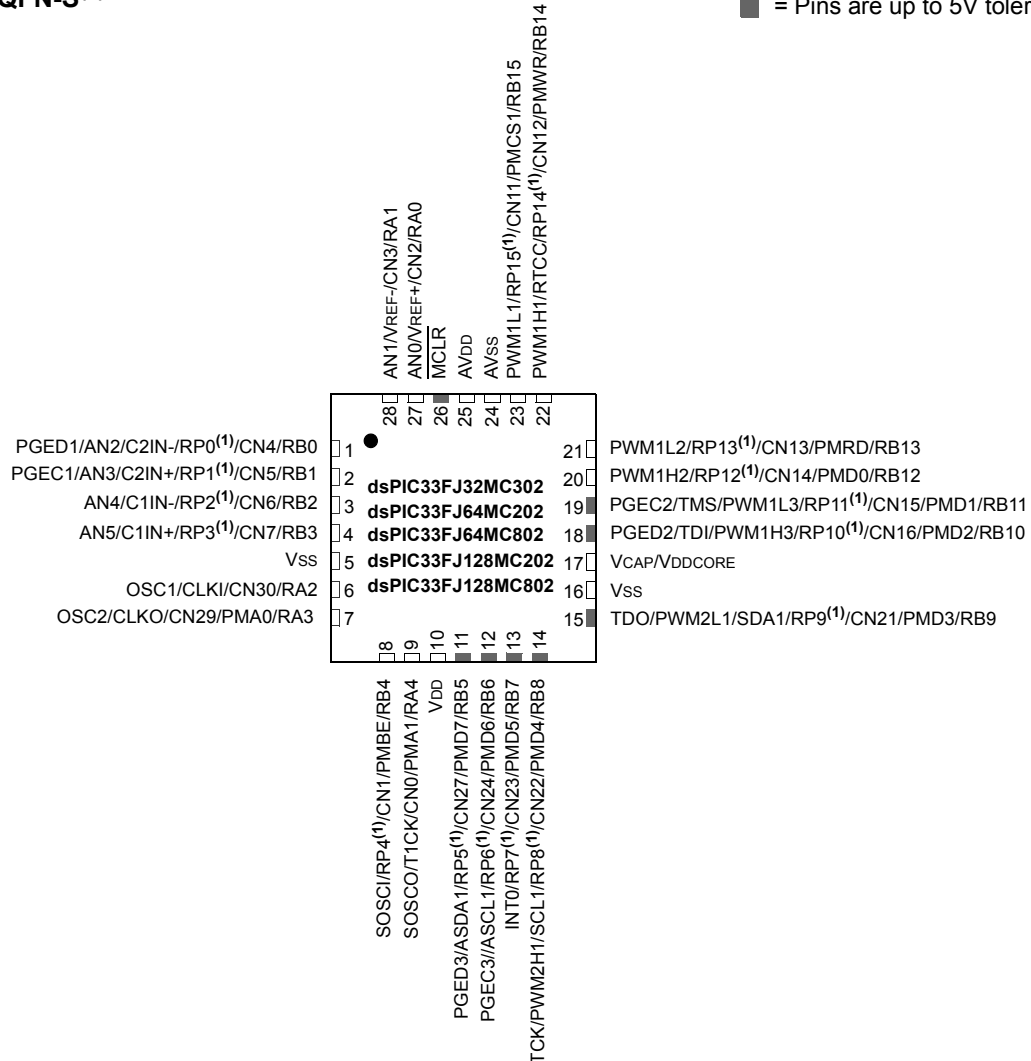 QFN-S
= Pins are up to 5V toler
AN1/VREF-/CN3/RA1
AN0/VREF+/CN2/RA0
MCLR
AVDD
AVSS
PWM1L1/RP15(1)/CN11/PMCS1/RB15
PWM1H1/RTCC/RP14(1)/CN12/PMWR/RB14
28 27 26 25 24 23 22
PGED1/AN2/C2IN-/RP0(1)/CN4/RB0 1
PGEC1/AN3/C2IN+/RP1(1)/CN5/RB1 2
AN4/C1IN-/RP2(1)/CN6/RB2 3
AN5/C1IN+/RP3(1)/CN7/RB3 4
VSS 5
OSC1/CLKI/CN30/RA2 6
OSC2/CLKO/CN29/PMA0/RA3 7
dsPIC33FJ32MC302
dsPIC33FJ64MC202
dsPIC33FJ64MC802
dsPIC33FJ128MC202
dsPIC33FJ128MC802
21 PWM1L2/RP13(1)/CN13/PMRD/RB13
20 PWM1H2/RP12(1)/CN14/PMD0/RB12
19 PGEC2/TMS/PWM1L3/RP11(1)/CN15/PMD1/RB11
18 PGED2/TDI/PWM1H3/RP10(1)/CN16/PMD2/RB10
17 VCAP/VDDCORE
16 VSS
15 TDO/PWM2L1/SDA1/RP9(1)/CN21/PMD3/RB9
8 9 10 11 12 13 14
SOSCI/RP4(1)/CN1/PMBE/RB4
SOSCO/T1CK/CN0/PMA1/RA4
VDD
PGED3/ASDA1/RP5(1)/CN27/PMD7/RB5
PGEC3//ASCL1/RP6(1)/CN24/PMD6/RB6
INT0/RP7(1)/CN23/PMD5/RB7
TCK/PWM2H1/SCL1/RP8(1)/CN22/PMD4/RB8